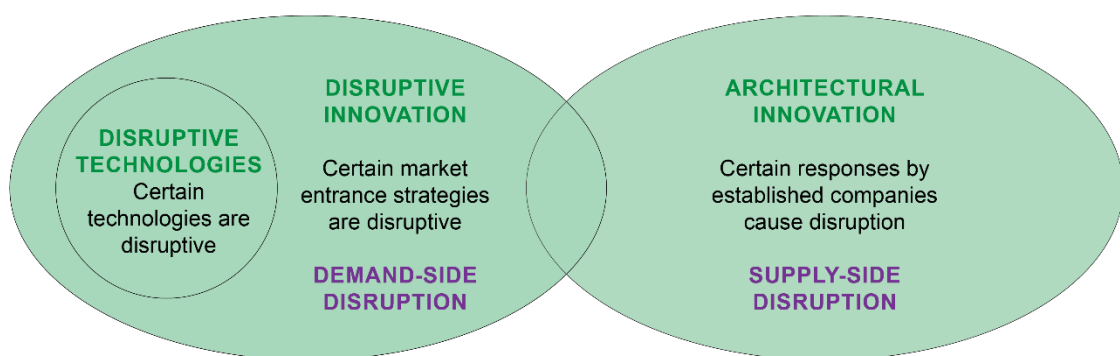 DISRUPTIVE
TECHNOLOGIES
Certain
technologies are
disruptive
DISRUPTIVE
INNOVATION
Certain market
entrance strategies
are disruptive
DEMAND-SIDE
DISRUPTION
ARCHITECTURAL
INNOVATION
Certain responses by
established companies
cause disruption
SUPPLY-SIDE
DISRUPTION